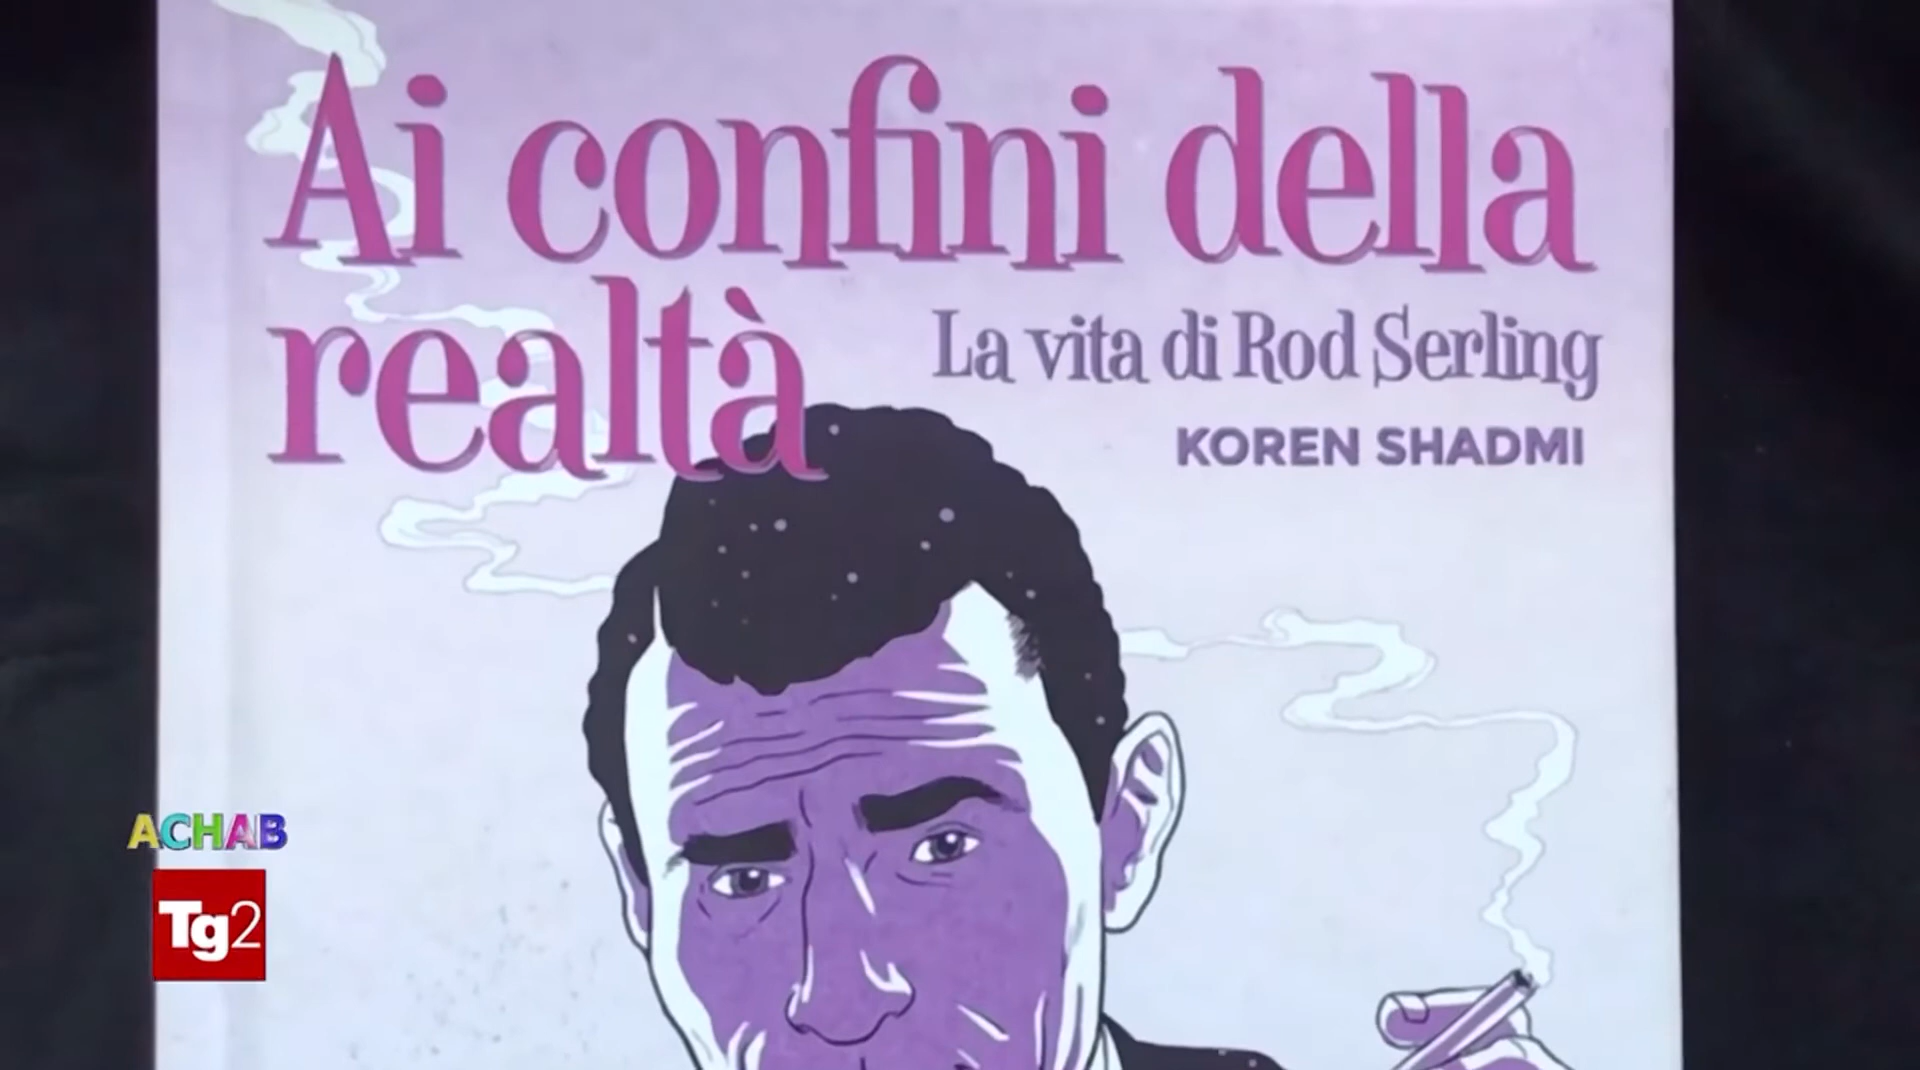 Ai confini della
realtà
La vita di Rod Serling
KOREN SHADMI
ACHAB
Tg2